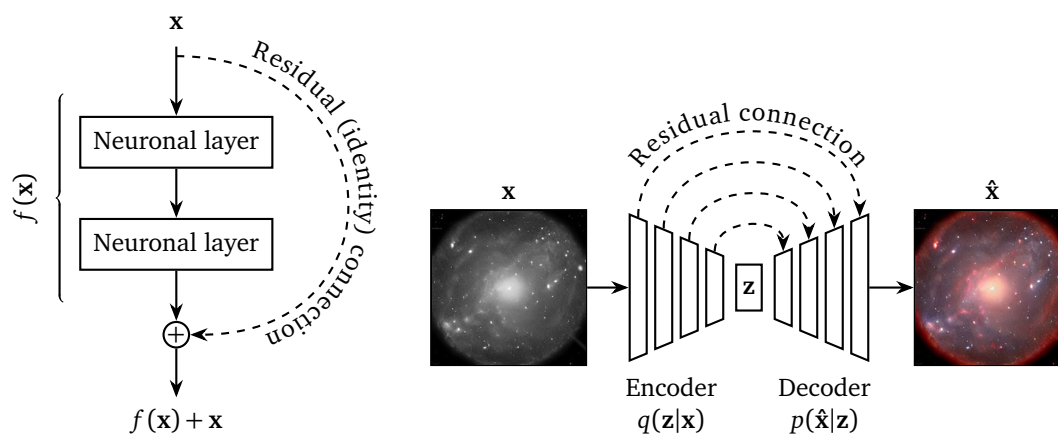 x
Residual (identity) connection
Neuronal layer
Neuronal layer
f(x)
+
f(x) + x
Residual connection
x
x̂
z
Encoder
q(z|x)
Decoder
p(x̂|z)